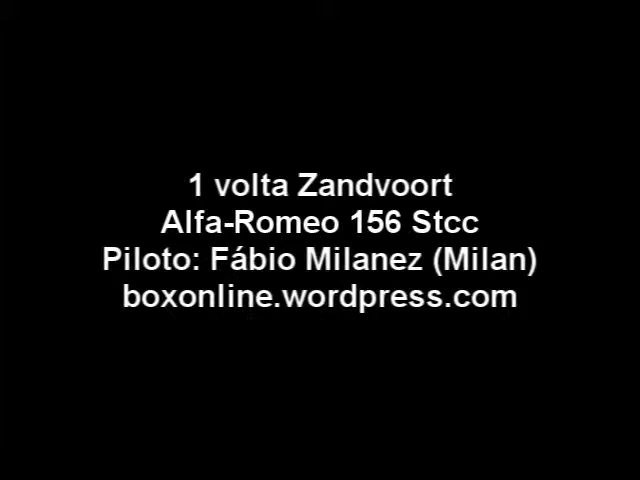 1 volta Zandvoort
Alfa-Romeo 156 Stcc
Piloto: Fábio Milanez (Milan)
boxonline.wordpress.com